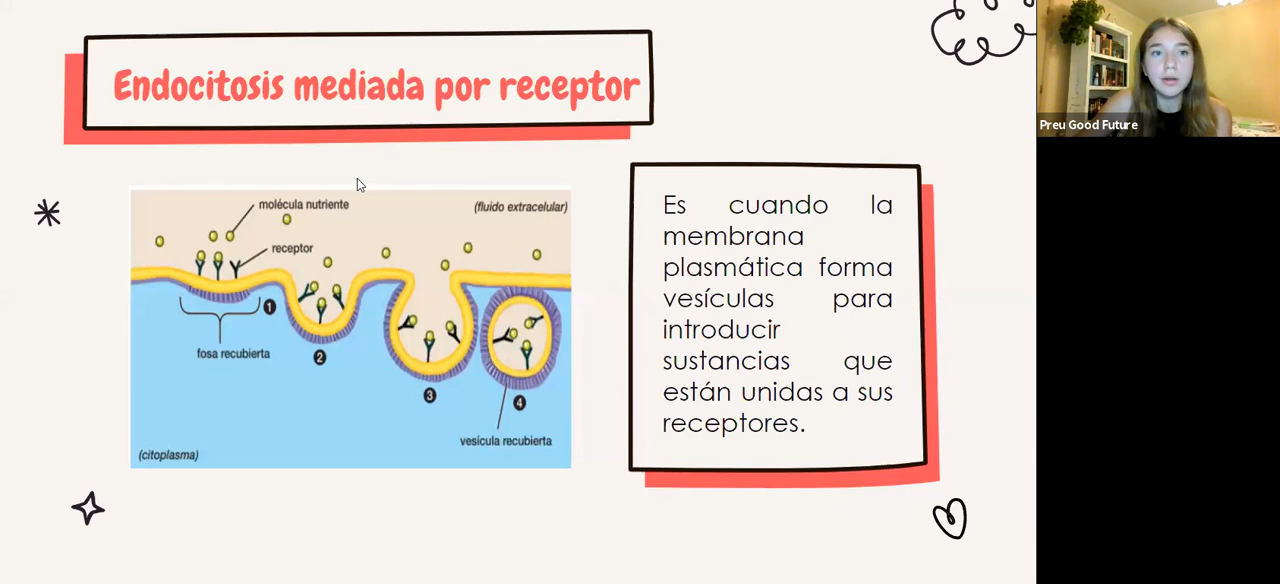 Endocitosis mediada por receptor
Preu Good Future
molécula nutriente
(fluido extracelular)
receptor
1
fosa recubierta
2
3
4
vesícula recubierta
(citoplasma)
Es cuando la
membrana
plasmática forma
vesículas para
introducir
sustancias que
están unidas a sus
receptores.